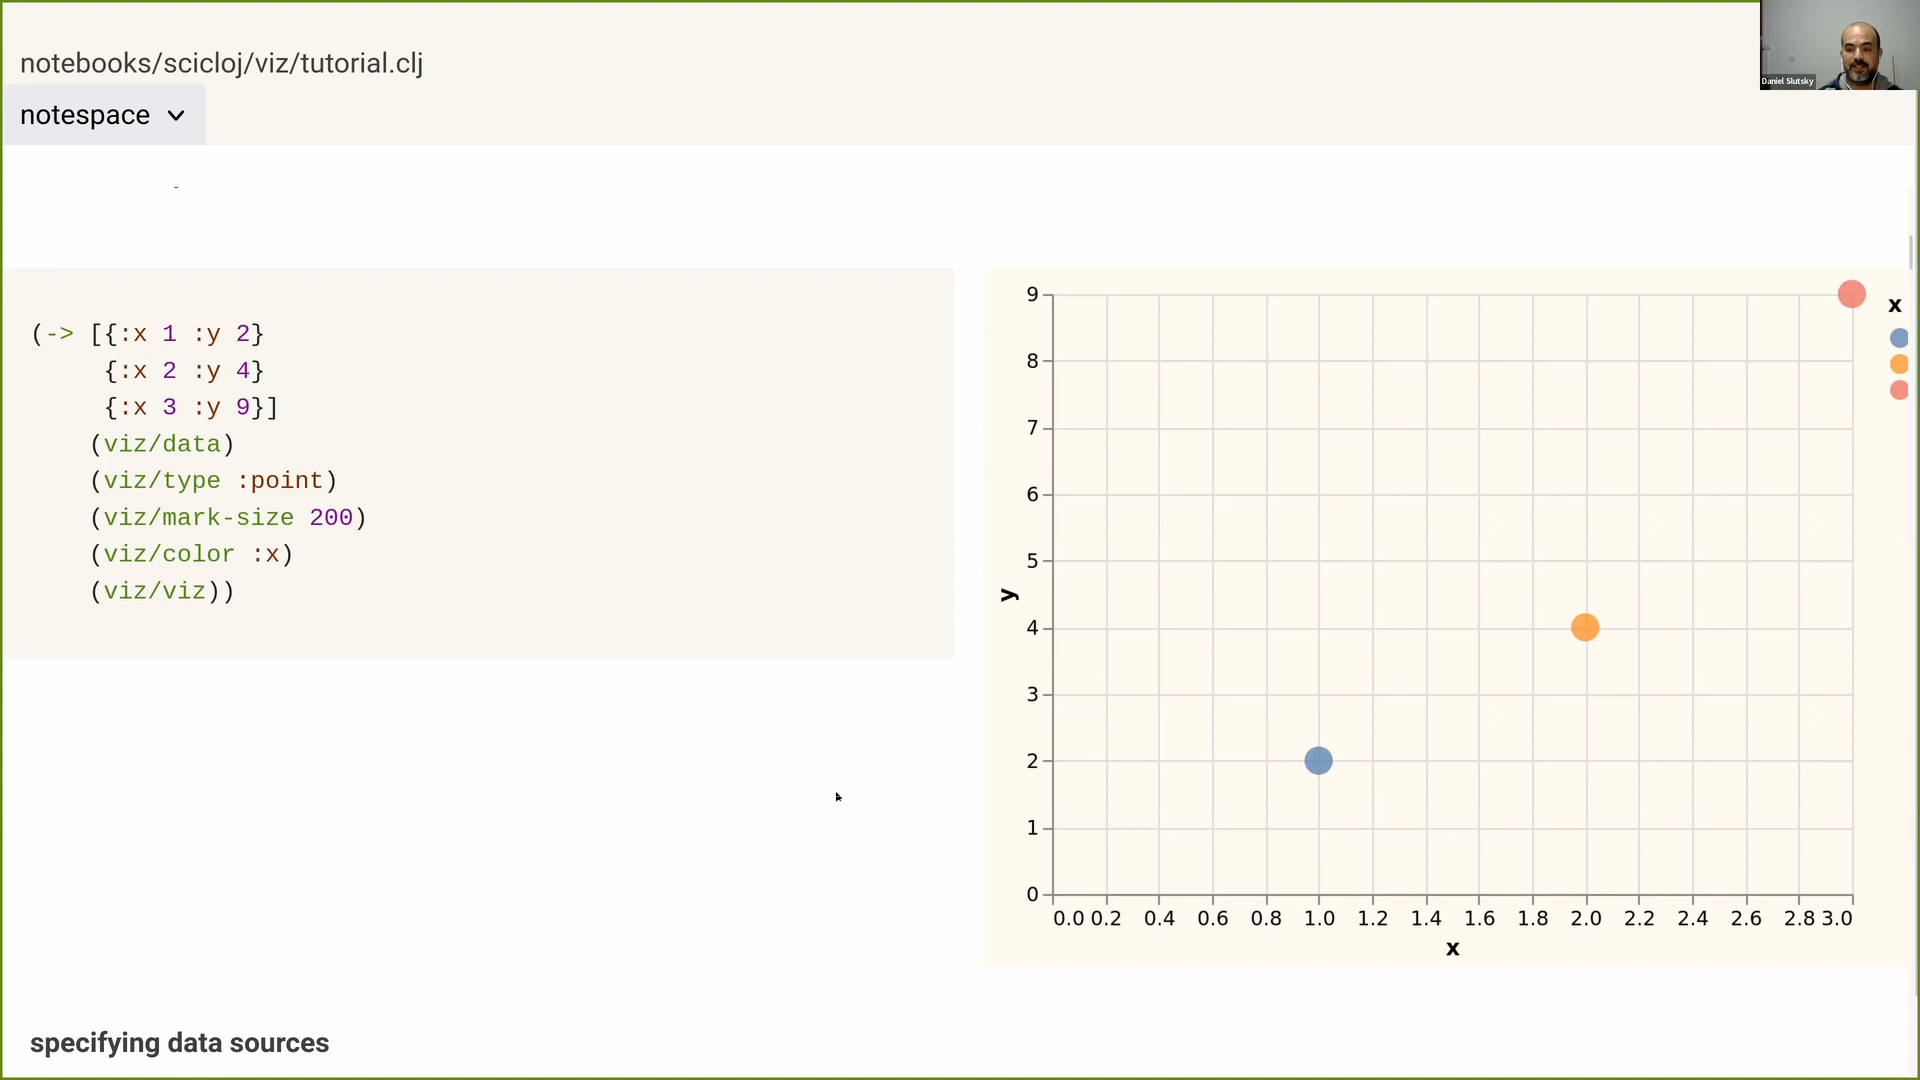 notebooks/scicloj/viz/tutorial.clj
Daniel Slutsky
notespace
(-> [{:x 1 :y 2}
{:x 2 :y 4}
{:x 3 :y 9}]
(viz/data)
(viz/type :point)
(viz/mark-size 200)
(viz/color :x)
(viz/viz))
9
8
7
6
5
4
3
2
1
0
y
0.0 0.2 0.4 0.6 0.8 1.0 1.2 1.4 1.6 1.8 2.0 2.2 2.4 2.6 2.8 3.0
x
x
specifying data sources